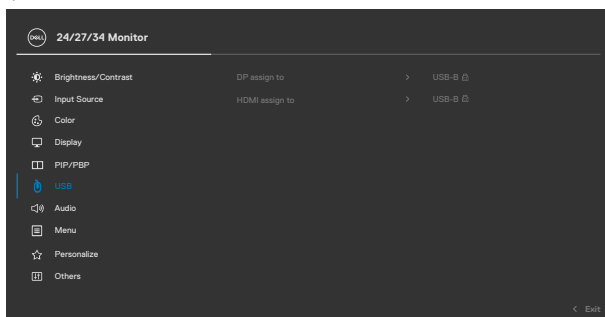 DELL 24/27/34 Monitor
Brightness/Contrast DP assign to > USB-B
Input Source HDMI assign to > USB-B
Color
Display
PIP/PBP
USB
Audio
Menu
Personalize
Others
< Exit